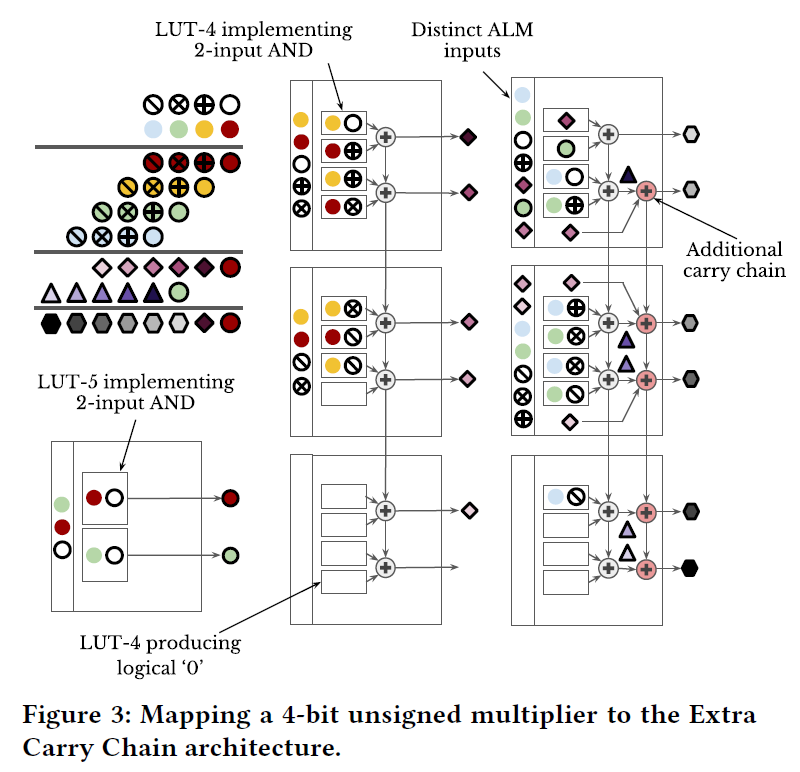 LUT-4 implementing
2-input AND
Distinct ALM
inputs
Additional
carry chain
LUT-5 implementing
2-input AND
LUT-4 producing
logical ‘0’
Figure 3: Mapping a 4-bit unsigned multiplier to the Extra
Carry Chain architecture.